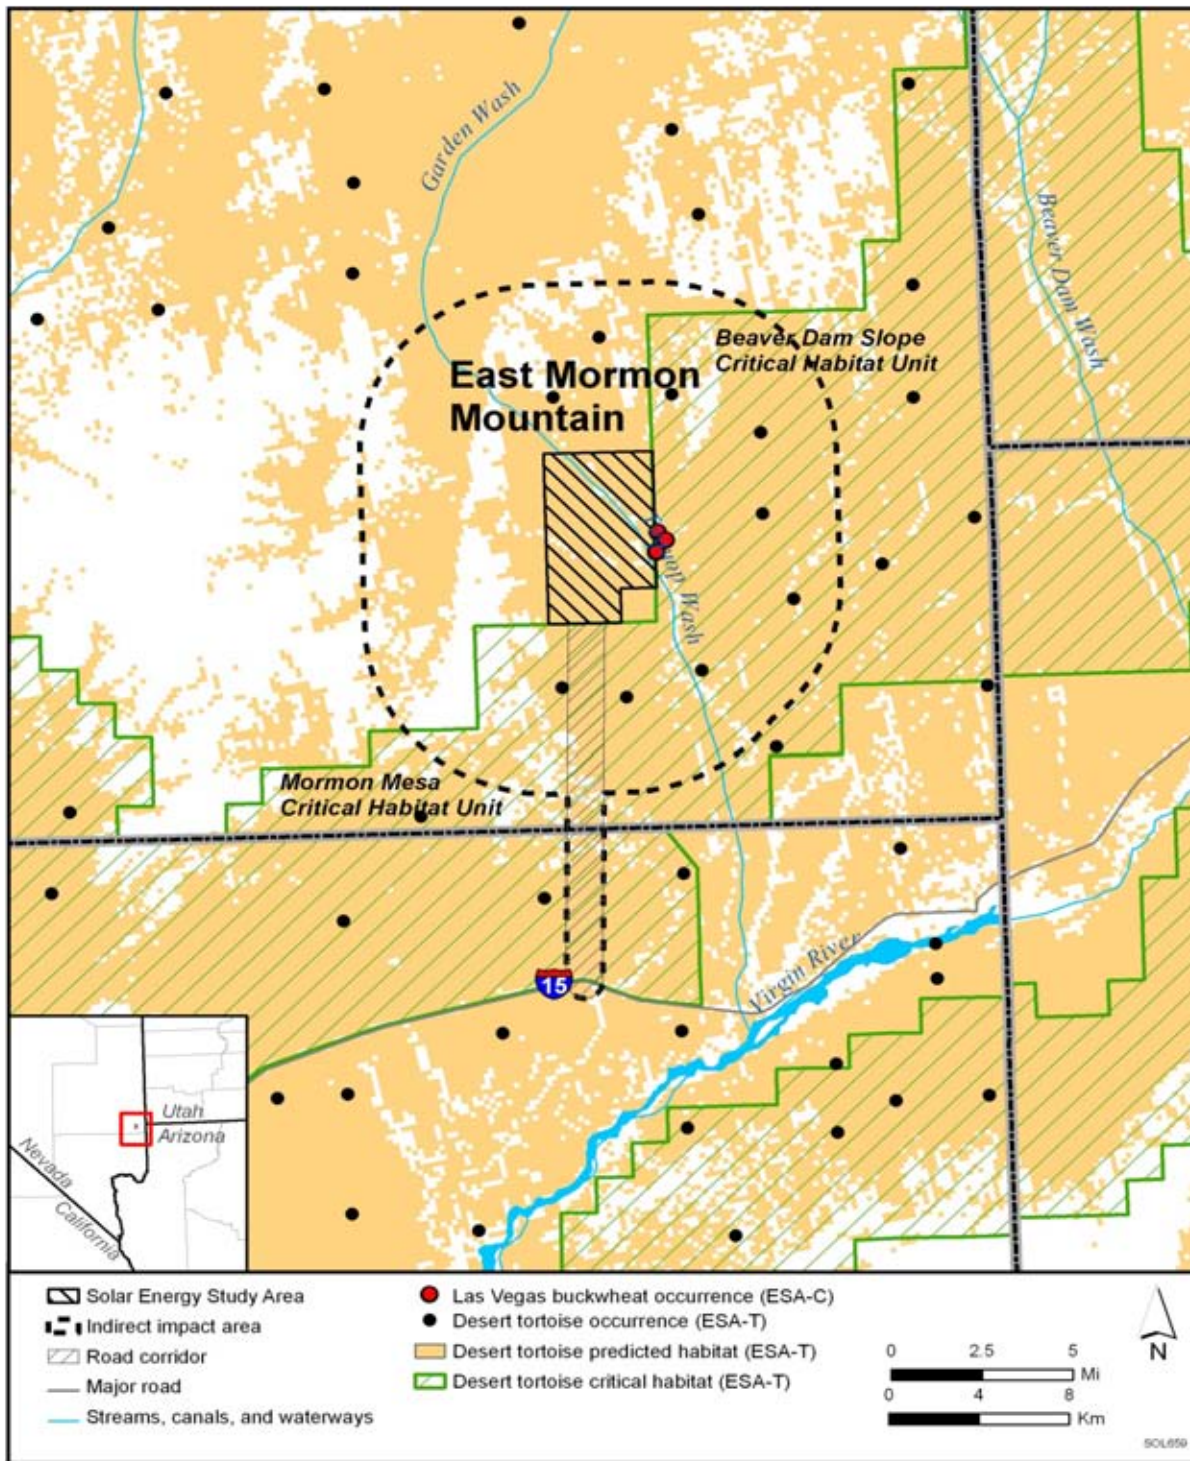 Garden Wash
Beaver Dam Wash
Beaver Dam Slope
Critical Habitat Unit
East Mormon
Mountain
Wash
Mormon Mesa
Critical Habitat Unit
15
Virgin River
Utah
Arizona
Nevada
California
Solar Energy Study Area
Indirect impact area
Road corridor
Major road
Streams, canals, and waterways
Las Vegas buckwheat occurrence (ESA-C)
Desert tortoise occurrence (ESA-T)
Desert tortoise predicted habitat (ESA-T)
Desert tortoise critical habitat (ESA-T)
0 2.5 5
Mi
0 4 8
Km
N
SOL659